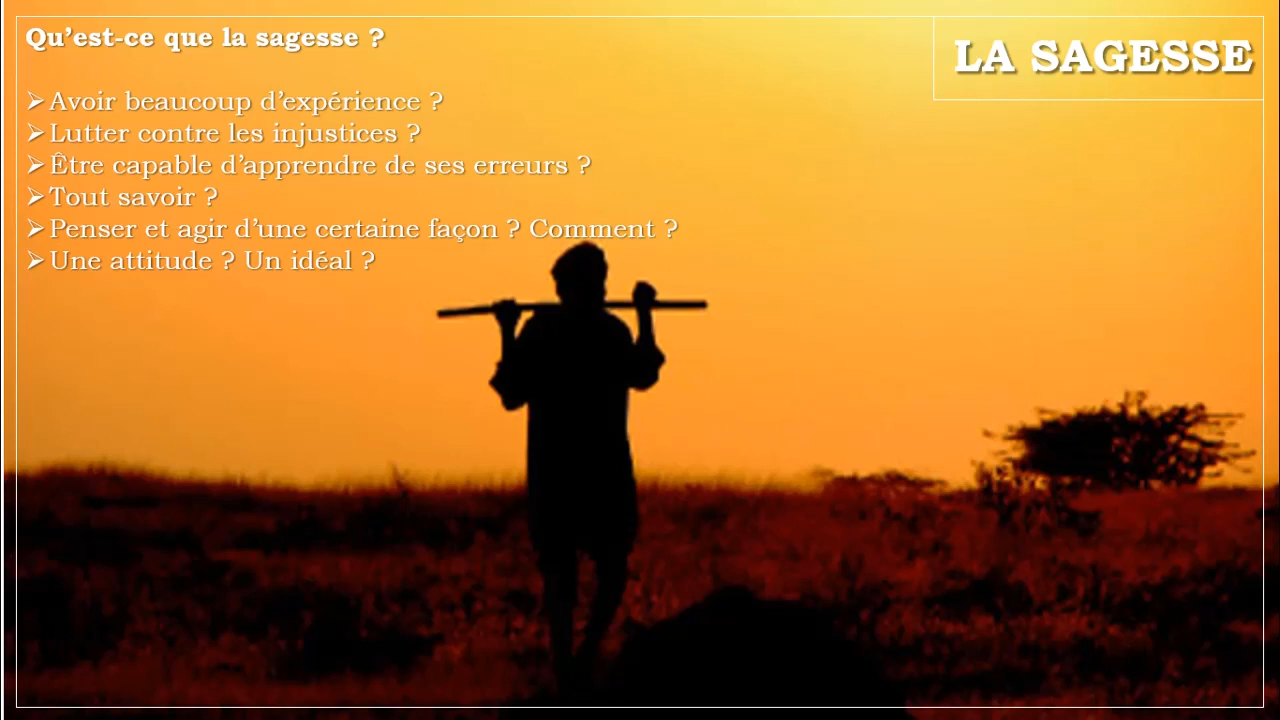 Qu’est-ce que la sagesse ?
LA SAGESSE
➢Avoir beaucoup d’expérience ?
➢Lutter contre les injustices ?
➢Être capable d’apprendre de ses erreurs ?
➢Tout savoir ?
➢Penser et agir d’une certaine façon ? Comment ?
➢Une attitude ? Un idéal ?